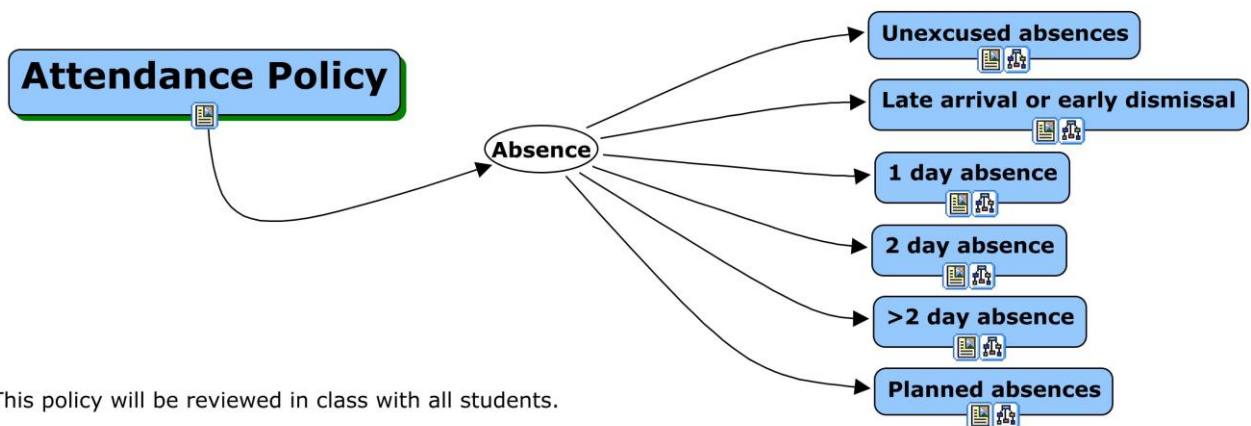 Attendance Policy
Absence
Unexcused absences
Late arrival or early dismissal
1 day absence
2 day absence
>2 day absence
Planned absences
This policy will be reviewed in class with all students.